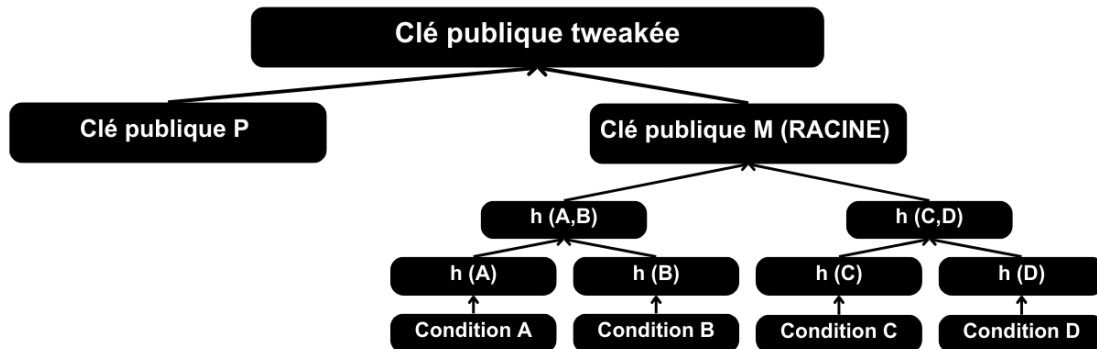 Clé publique tweakée
Clé publique P
Clé publique M (RACINE)
h (A,B)
h (C,D)
h (A)
h (B)
h (C)
h (D)
Condition A
Condition B
Condition C
Condition D